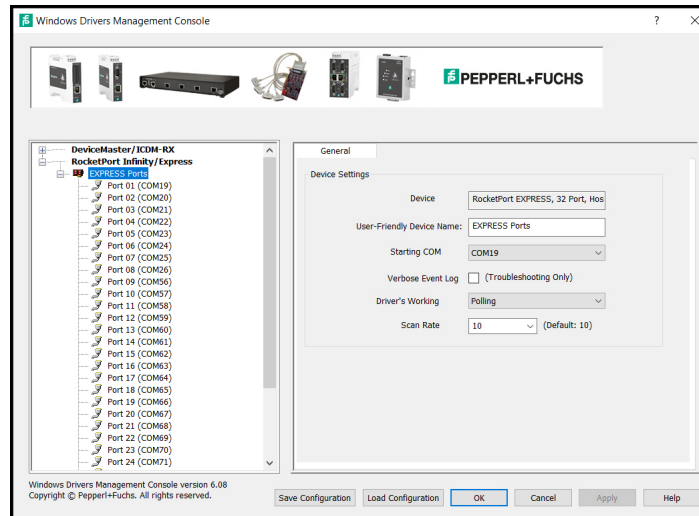 Windows Drivers Management Console
?
PEPPERL+FUCHS
DeviceMaster/ICDM-RX
RocketPort Infinity/Express
EXPRESS Ports
Port 01 (COM19)
Port 02 (COM20)
Port 03 (COM21)
Port 04 (COM22)
Port 05 (COM23)
Port 06 (COM24)
Port 07 (COM25)
Port 08 (COM26)
Port 09 (COM56)
Port 10 (COM57)
Port 11 (COM58)
Port 12 (COM59)
Port 13 (COM60)
Port 14 (COM61)
Port 15 (COM62)
Port 16 (COM63)
Port 17 (COM64)
Port 18 (COM65)
Port 19 (COM66)
Port 20 (COM67)
Port 21 (COM68)
Port 22 (COM69)
Port 23 (COM70)
Port 24 (COM71)
General
Device Settings
Device RocketPort EXPRESS, 32 Port, Hos
User-Friendly Device Name: EXPRESS Ports
Starting COM COM19
Verbose Event Log (Troubleshooting Only)
Driver's Working Polling
Scan Rate 10 (Default: 10)
Windows Drivers Management Console version 6.08
Copyright © Pepperl+Fuchs. All rights reserved.
Save Configuration Load Configuration OK Cancel Apply Help